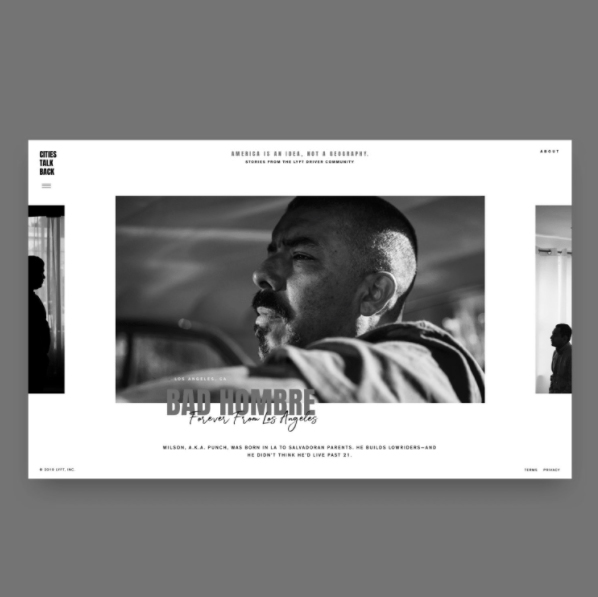 CITIES
TALK
BACK
AMERICA IS AN IDEA, NOT A GEOGRAPHY.
STORIES FROM THE LYFT DRIVER COMMUNITY
ABOUT
LOS ANGELES, CA
BAD HOMBRE
Forever From Los Angeles
WILSON, A.K.A. PUNCH, WAS BORN IN LA TO SALVADORAN PARENTS. HE BUILDS LOWRIDERS—AND
HE DIDN'T THINK HE'D LIVE PAST 21.
© 2019 LYFT, INC.
TERMS PRIVACY